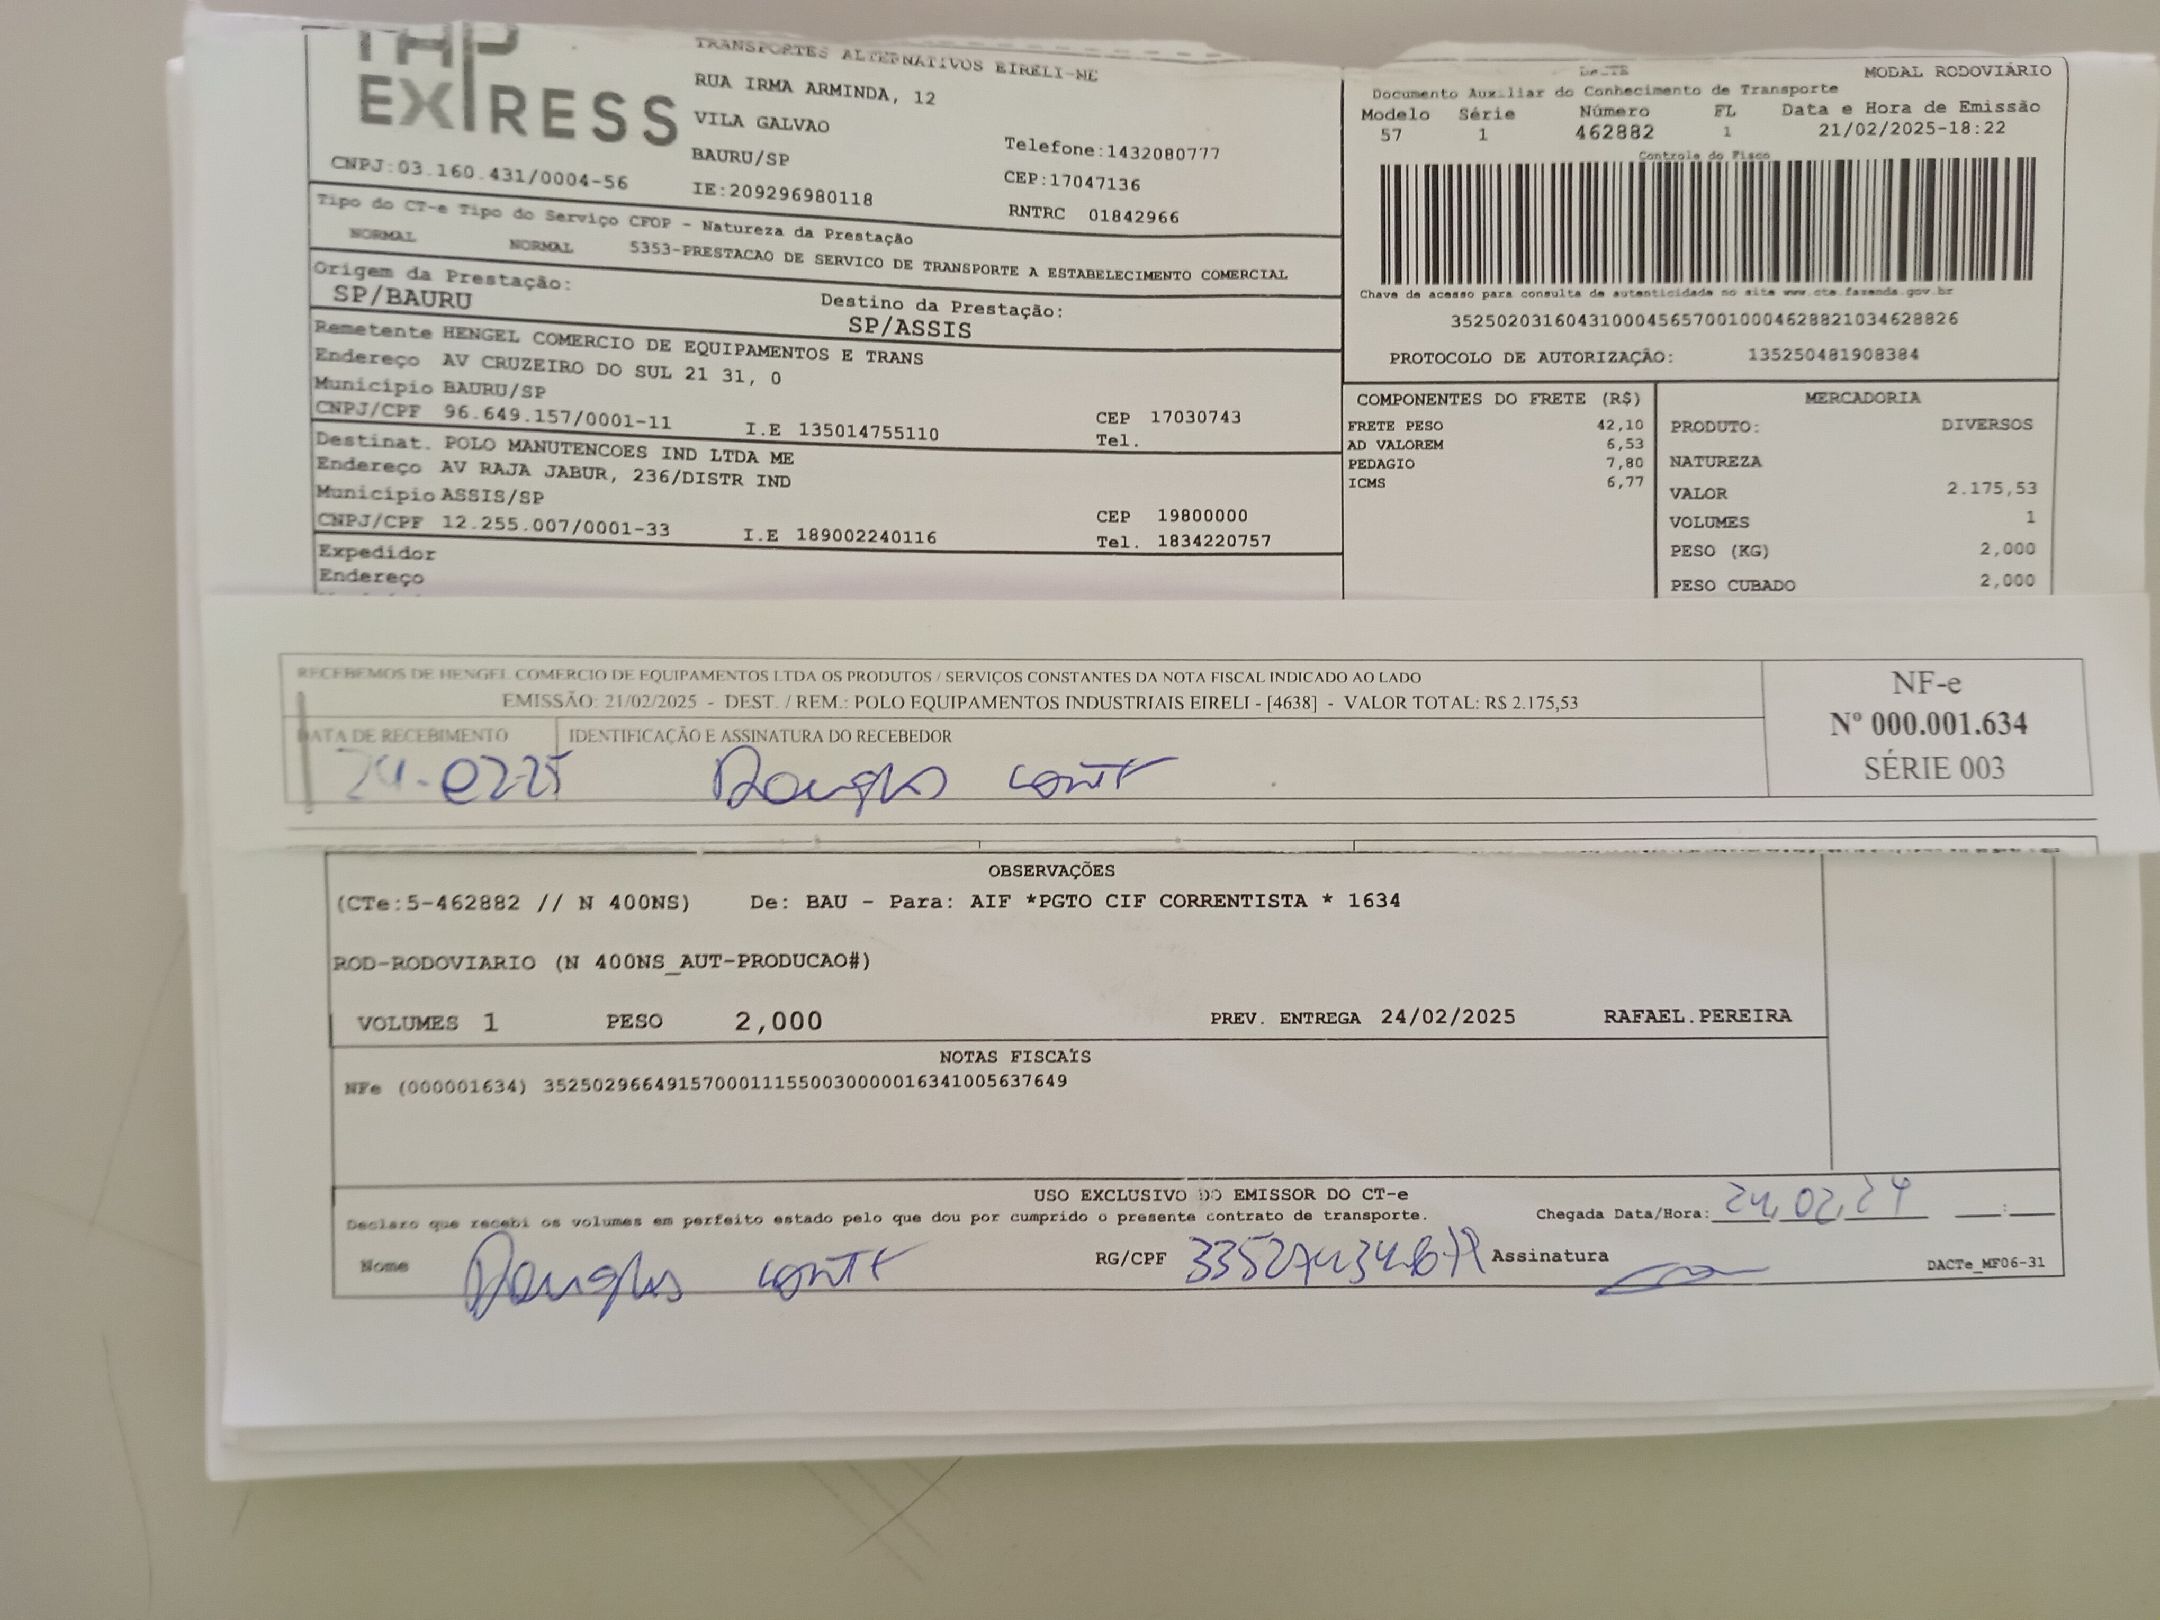 TAP
EXPRESS
TRANSPORTES ALTERNATIVOS EIRELI-ME
RUA IRMA ARMINDA, 12
VILA GALVAO
BAURU/SP
Telefone:1432080777
CEP:17047136
CNPJ:03.160.431/0004-56
IE:209296980118
RNTRC 01842966
MODAL RODOVIÁRIO
Documento Auxiliar do Conhecimento de Transporte
Modelo Série Número FL Data e Hora de Emissão
57 1 462882 1 21/02/2025-18:22
Controle do Fisco
Chave de acesso para consulta de autenticidade no site www.cte.fazenda.gov.br
35250203160431000456570010004628821034628826
PROTOCOLO DE AUTORIZAÇÃO: 135250481908384
Tipo do CT-e Tipo do Serviço CFOP - Natureza da Prestação
NORMAL NORMAL 5353-PRESTACAO DE SERVICO DE TRANSPORTE A ESTABELECIMENTO COMERCIAL
Origem da Prestação:
SP/BAURU
Destino da Prestação:
SP/ASSIS
Remetente HENGEL COMERCIO DE EQUIPAMENTOS E TRANS
Endereço AV CRUZEIRO DO SUL 21 31, 0
Município BAURU/SP
CEP 17030743
CNPJ/CPF 96.649.157/0001-11 I.E 135014755110 Tel.
Destinat. POLO MANUTENCOES IND LTDA ME
Endereço AV RAJA JABUR, 236/DISTR IND
Município ASSIS/SP
CEP 19800000
CNPJ/CPF 12.255.007/0001-33 I.E 189002240116 Tel. 1834220757
Expedidor
Endereço
COMPONENTES DO FRETE (R$)
FRETE PESO 42,10
AD VALOREM 6,53
PEDAGIO 7,80
ICMS 6,77
MERCADORIA
PRODUTO: DIVERSOS
NATUREZA
VALOR 2.175,53
VOLUMES 1
PESO (KG) 2,000
PESO CUBADO 2,000
RECEBEMOS DE HENGEL COMERCIO DE EQUIPAMENTOS LTDA OS PRODUTOS / SERVIÇOS CONSTANTES DA NOTA FISCAL INDICADO AO LADO
EMISSÃO: 21/02/2025 - DEST. / REM.: POLO EQUIPAMENTOS INDUSTRIAIS EIRELI - [4638] - VALOR TOTAL: R$ 2.175,53
NF-e
Nº 000.001.634
SÉRIE 003
DATA DE RECEBIMENTO IDENTIFICAÇÃO E ASSINATURA DO RECEBEDOR
24-0225 Douglas
OBSERVAÇÕES
(CTe:5-462882 // N 400NS) De: BAU - Para: AIF *PGTO CIF CORRENTISTA * 1634
ROD-RODOVIARIO (N 400NS_AUT-PRODUCAO#)
VOLUMES 1 PESO 2,000 PREV. ENTREGA 24/02/2025 RAFAEL.PEREIRA
NOTAS FISCAIS
NFe (000001634) 35250296649157000111550030000016341005637649
USO EXCLUSIVO DO EMISSOR DO CT-e
Declaro que recebi os volumes em perfeito estado pelo que dou por cumprido o presente contrato de transporte.
Chegada Data/Hora: 24,02,24 :
Nome Douglas RG/CPF Assinatura
DACTe_MF06-31